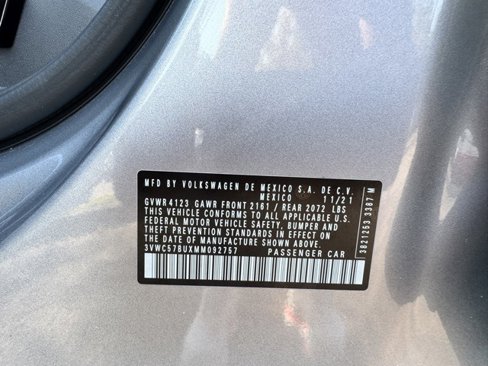 MFD BY VOLKSWAGEN DE MEXICO S.A. DE C.V.
MEXICO 11/21
GVWR 4123 GAWR FRONT 2161 / REAR 2072 LBS
THIS VEHICLE CONFORMS TO ALL APPLICABLE U.S.
FEDERAL MOTOR VEHICLE SAFETY, BUMPER AND
THEFT PREVENTION STANDARDS IN EFFECT ON
THE DATE OF MANUFACTURE SHOWN ABOVE.
3VWC57BUXMM092757 PASSENGER CAR
3821253 3387 M